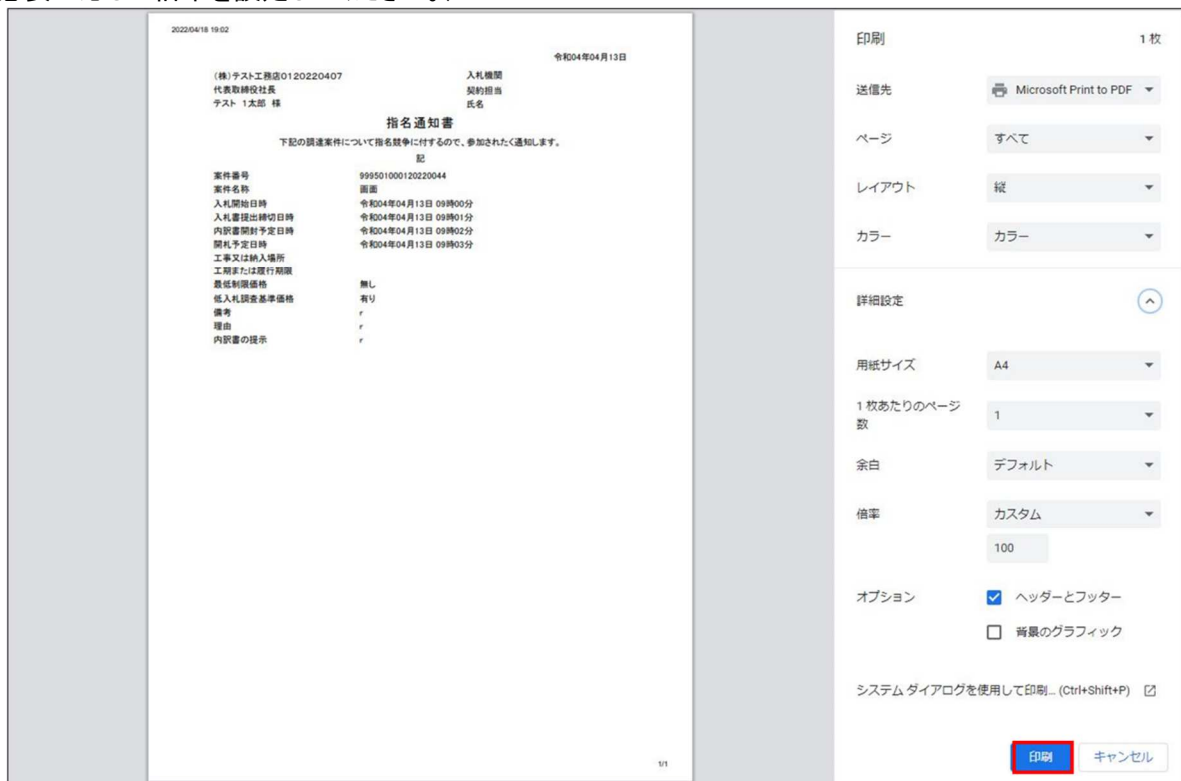 2022/04/18 19:02
令和04年04月13日
(株)テスト工務店0120220407 入札機関
代表取締役社長 契約担当
テスト 1太郎 様 氏名
指名通知書
下記の調達案件について指名競争に付するので、参加されたく通知します。
記
案件番号 999501000120220044
案件名称 画面
入札開始日時 令和04年04月13日 09時00分
入札書提出締切日時 令和04年04月13日 09時01分
内訳書開封予定日時 令和04年04月13日 09時02分
開札予定日時 令和04年04月13日 09時03分
工事又は納入場所
工期または履行期限
最低制限価格 無し
低入札調査基準価格 有り
備考 r
理由 r
内訳書の提示 r
1/1
印刷 1 枚
送信先 Microsoft Print to PDF
ページ すべて
レイアウト 縦
カラー カラー
詳細設定
用紙サイズ A4
1 枚あたりのページ
数 1
余白 デフォルト
倍率 カスタム
100
オプション ヘッダーとフッター
背景のグラフィック
システム ダイアログを使用して印刷... (Ctrl+Shift+P)
印刷 キャンセル